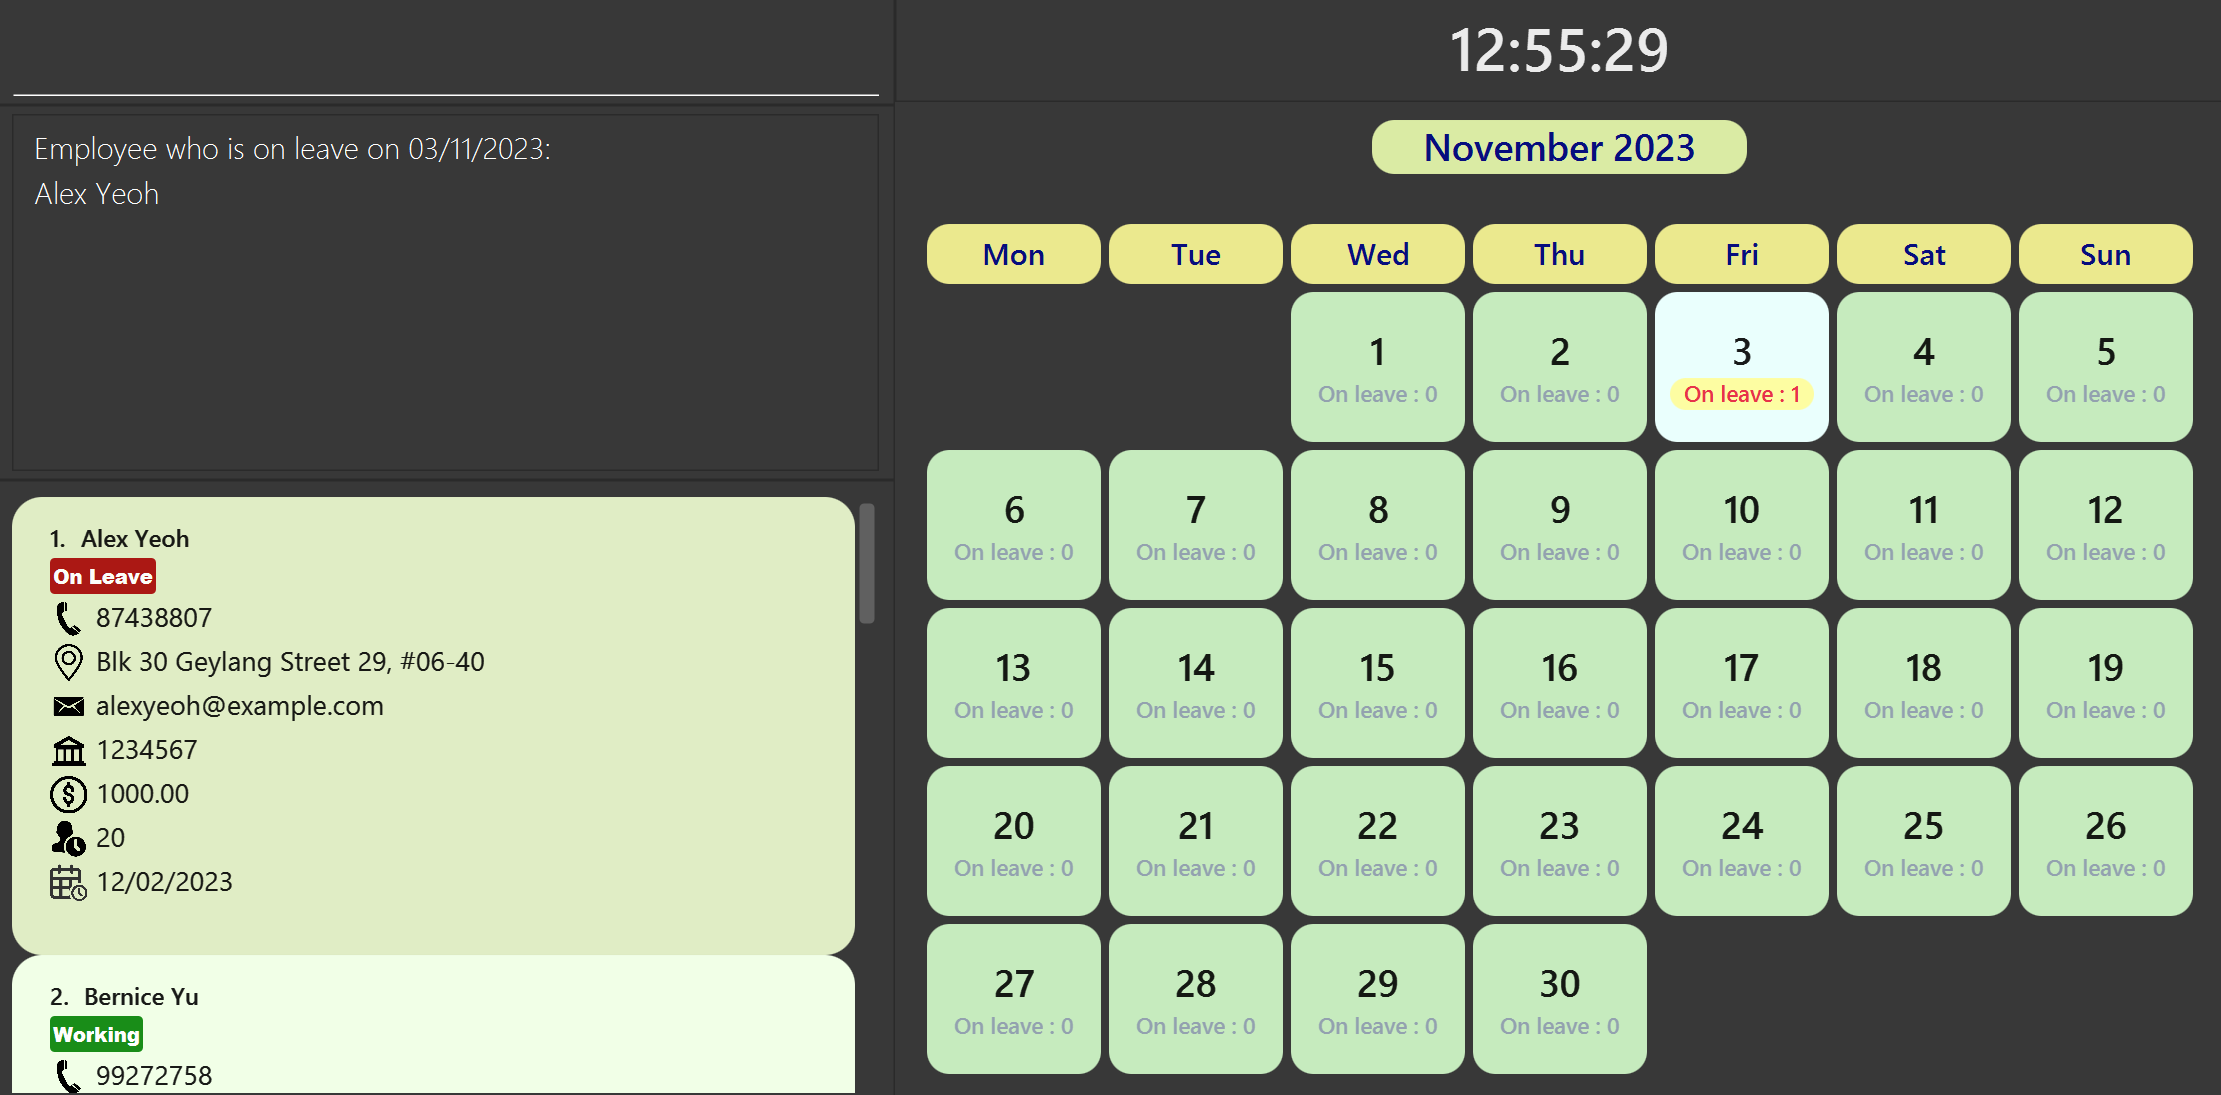 12:55:29
Employee who is on leave on 03/11/2023:
Alex Yeoh
1. Alex Yeoh
On Leave
87438807
Blk 30 Geylang Street 29, #06-40
alexyeoh@example.com
1234567
1000.00
20
12/02/2023
2. Bernice Yu
Working
99272758
November 2023
Mon Tue Wed Thu Fri Sat Sun
1 2 3 4 5
On leave : 0 On leave : 0 On leave : 1 On leave : 0 On leave : 0
6 7 8 9 10 11 12
On leave : 0 On leave : 0 On leave : 0 On leave : 0 On leave : 0 On leave : 0 On leave : 0
13 14 15 16 17 18 19
On leave : 0 On leave : 0 On leave : 0 On leave : 0 On leave : 0 On leave : 0 On leave : 0
20 21 22 23 24 25 26
On leave : 0 On leave : 0 On leave : 0 On leave : 0 On leave : 0 On leave : 0 On leave : 0
27 28 29 30
On leave : 0 On leave : 0 On leave : 0 On leave : 0